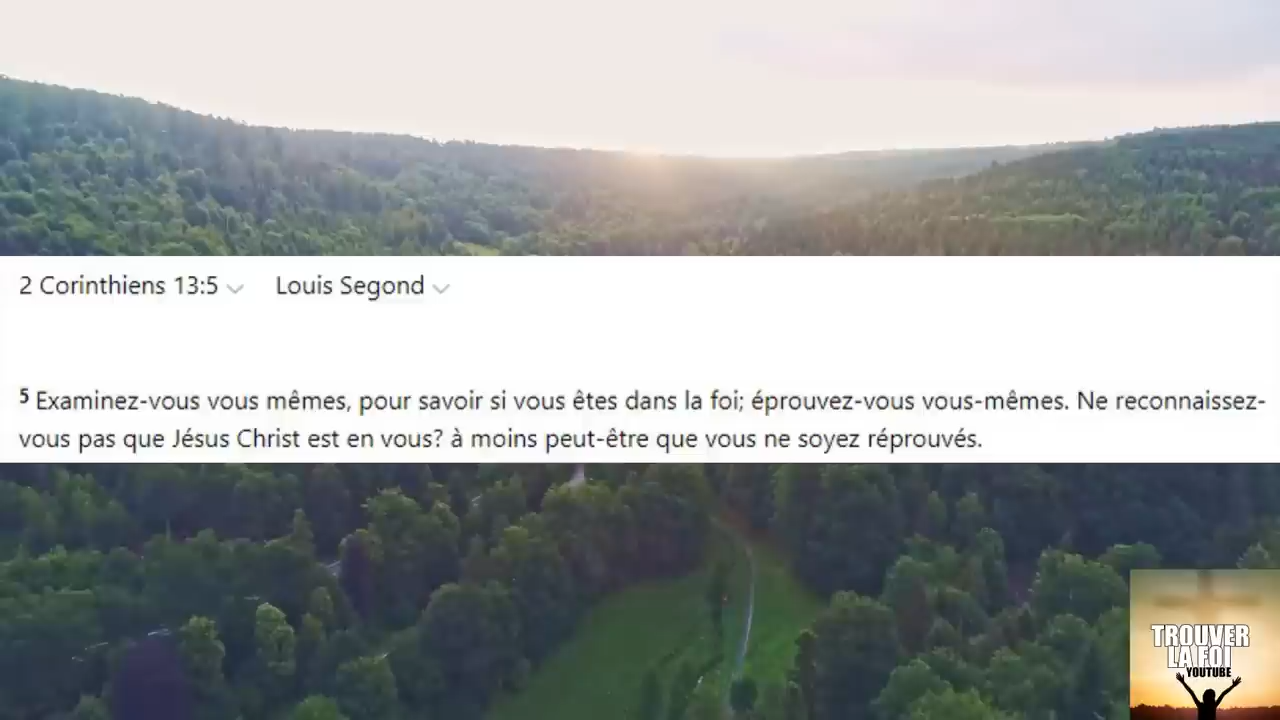 2 Corinthiens 13:5 Louis Segond
5 Examinez-vous vous mêmes, pour savoir si vous êtes dans la foi; éprouvez-vous vous-mêmes. Ne reconnaissez-
vous pas que Jésus Christ est en vous? à moins peut-être que vous ne soyez réprouvés.
TROUVER
LA FOI
YOUTUBE